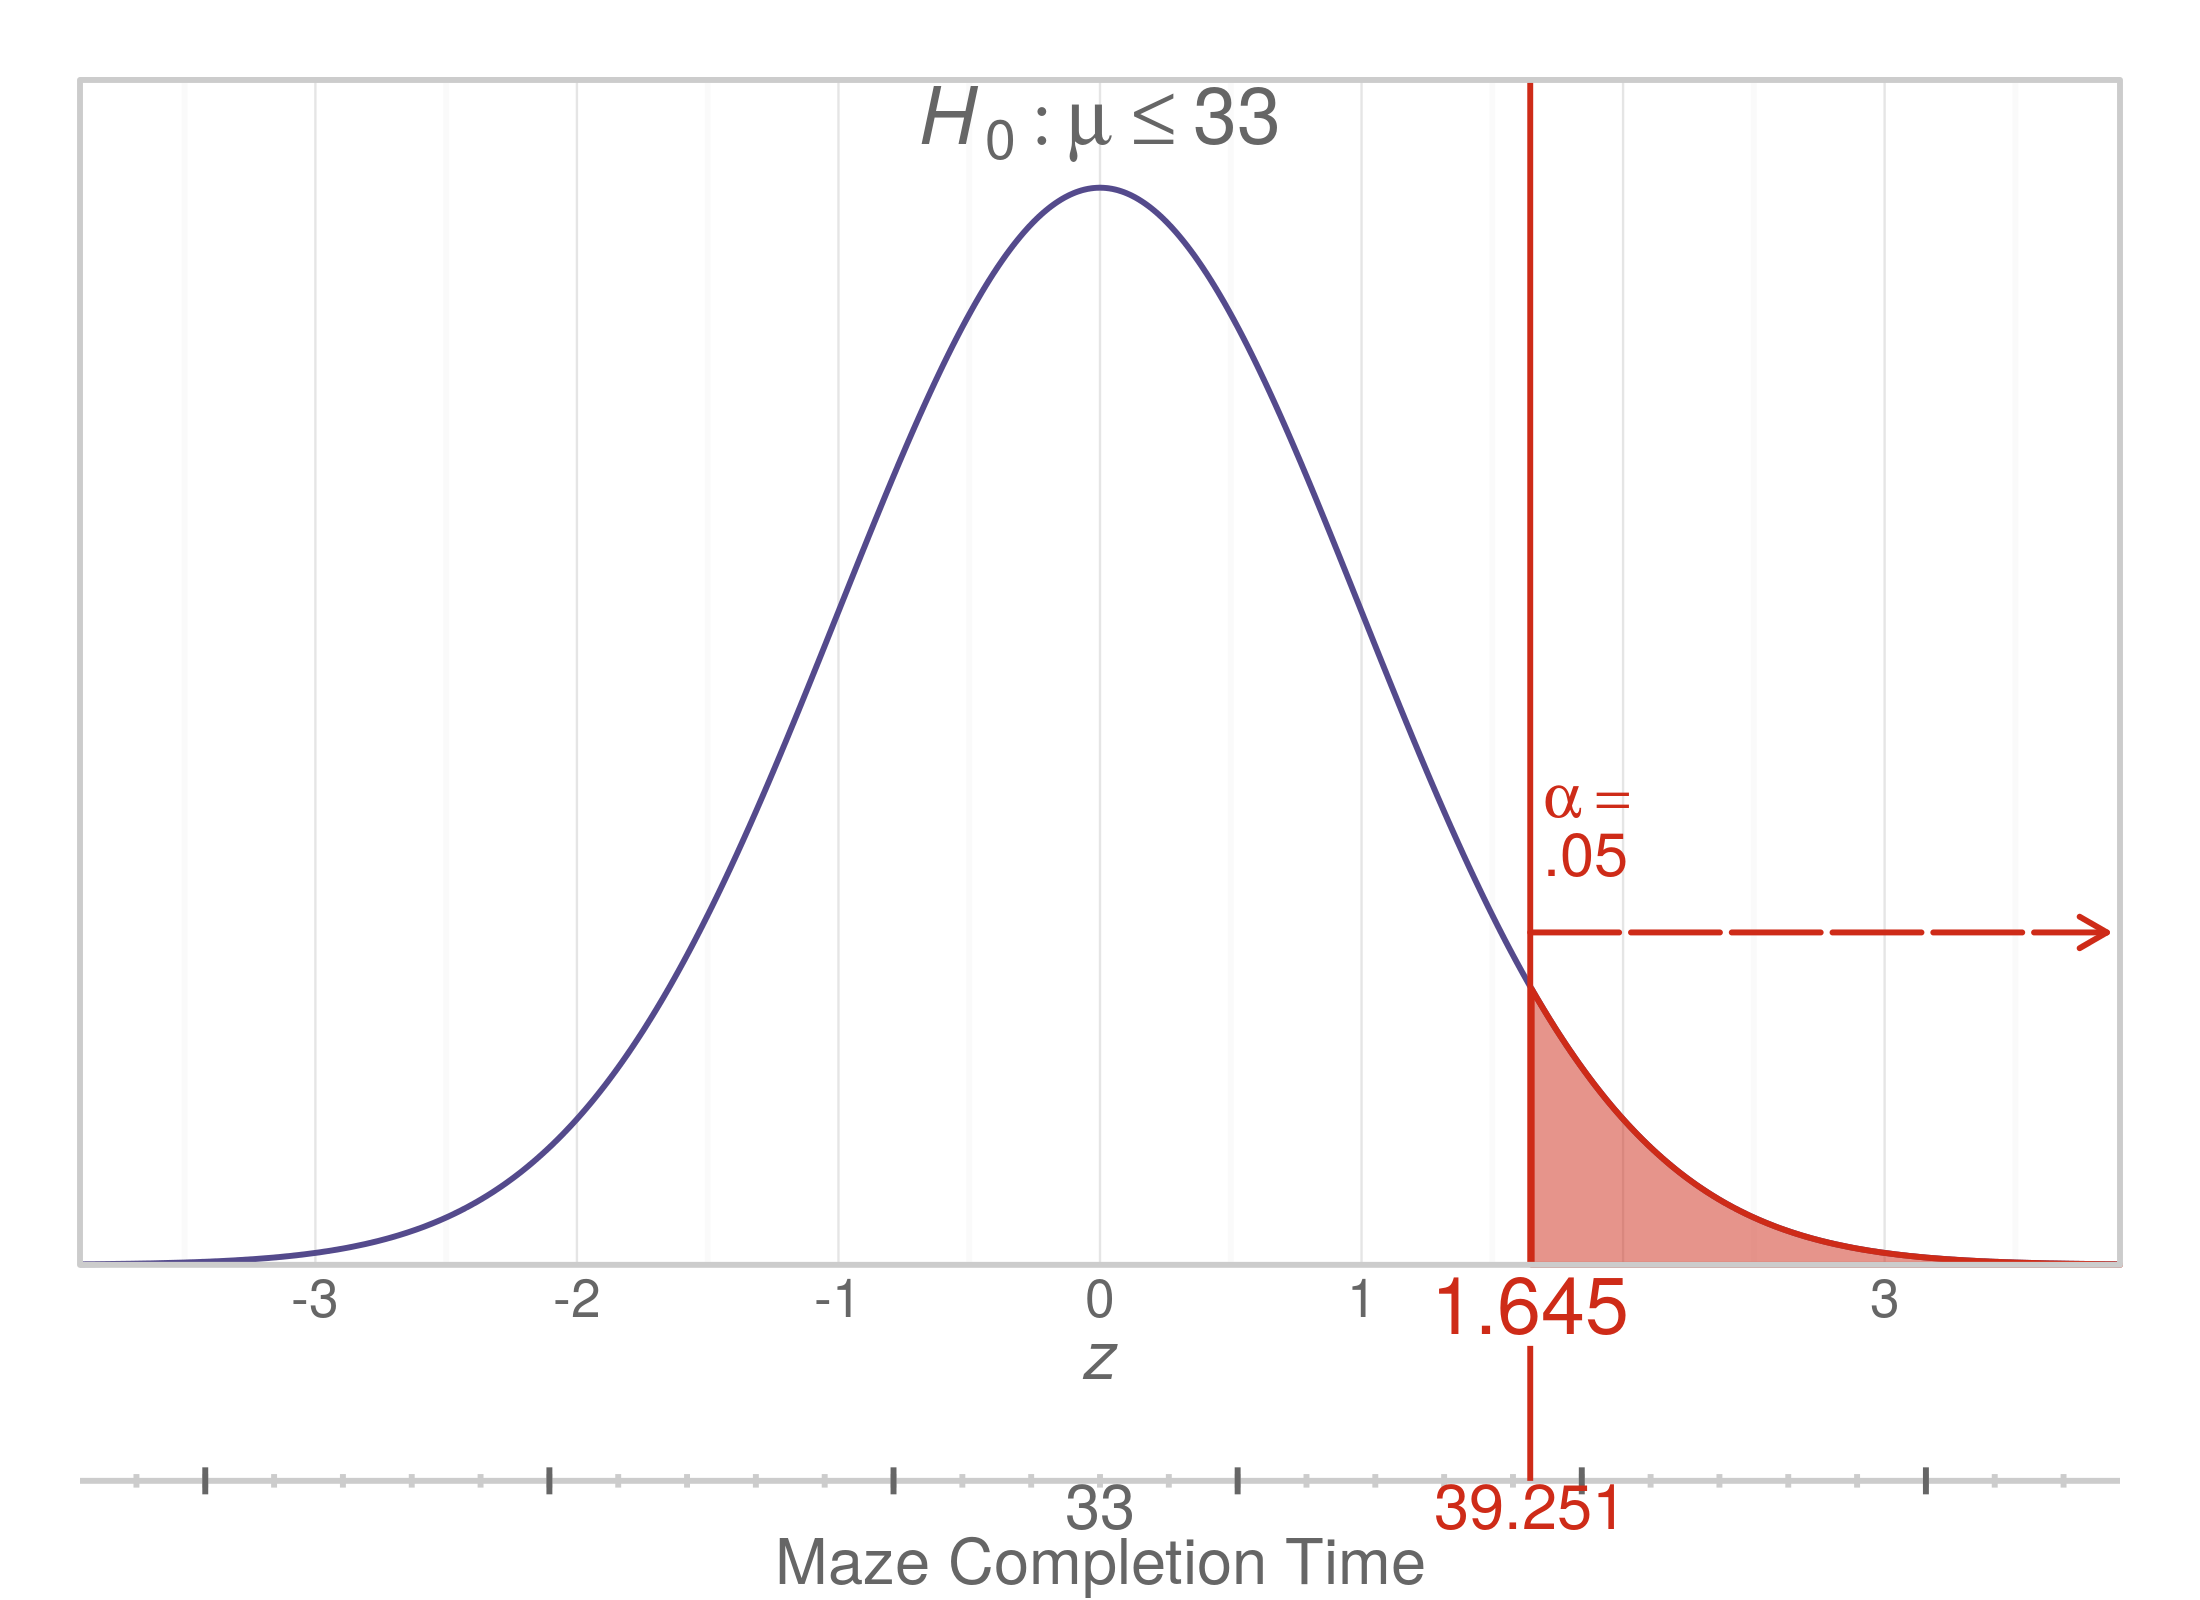 H₀ : μ ≤ 33
α =
.05
-3 -2 -1 0 1 1.645 3
z
33 39.251
Maze Completion Time